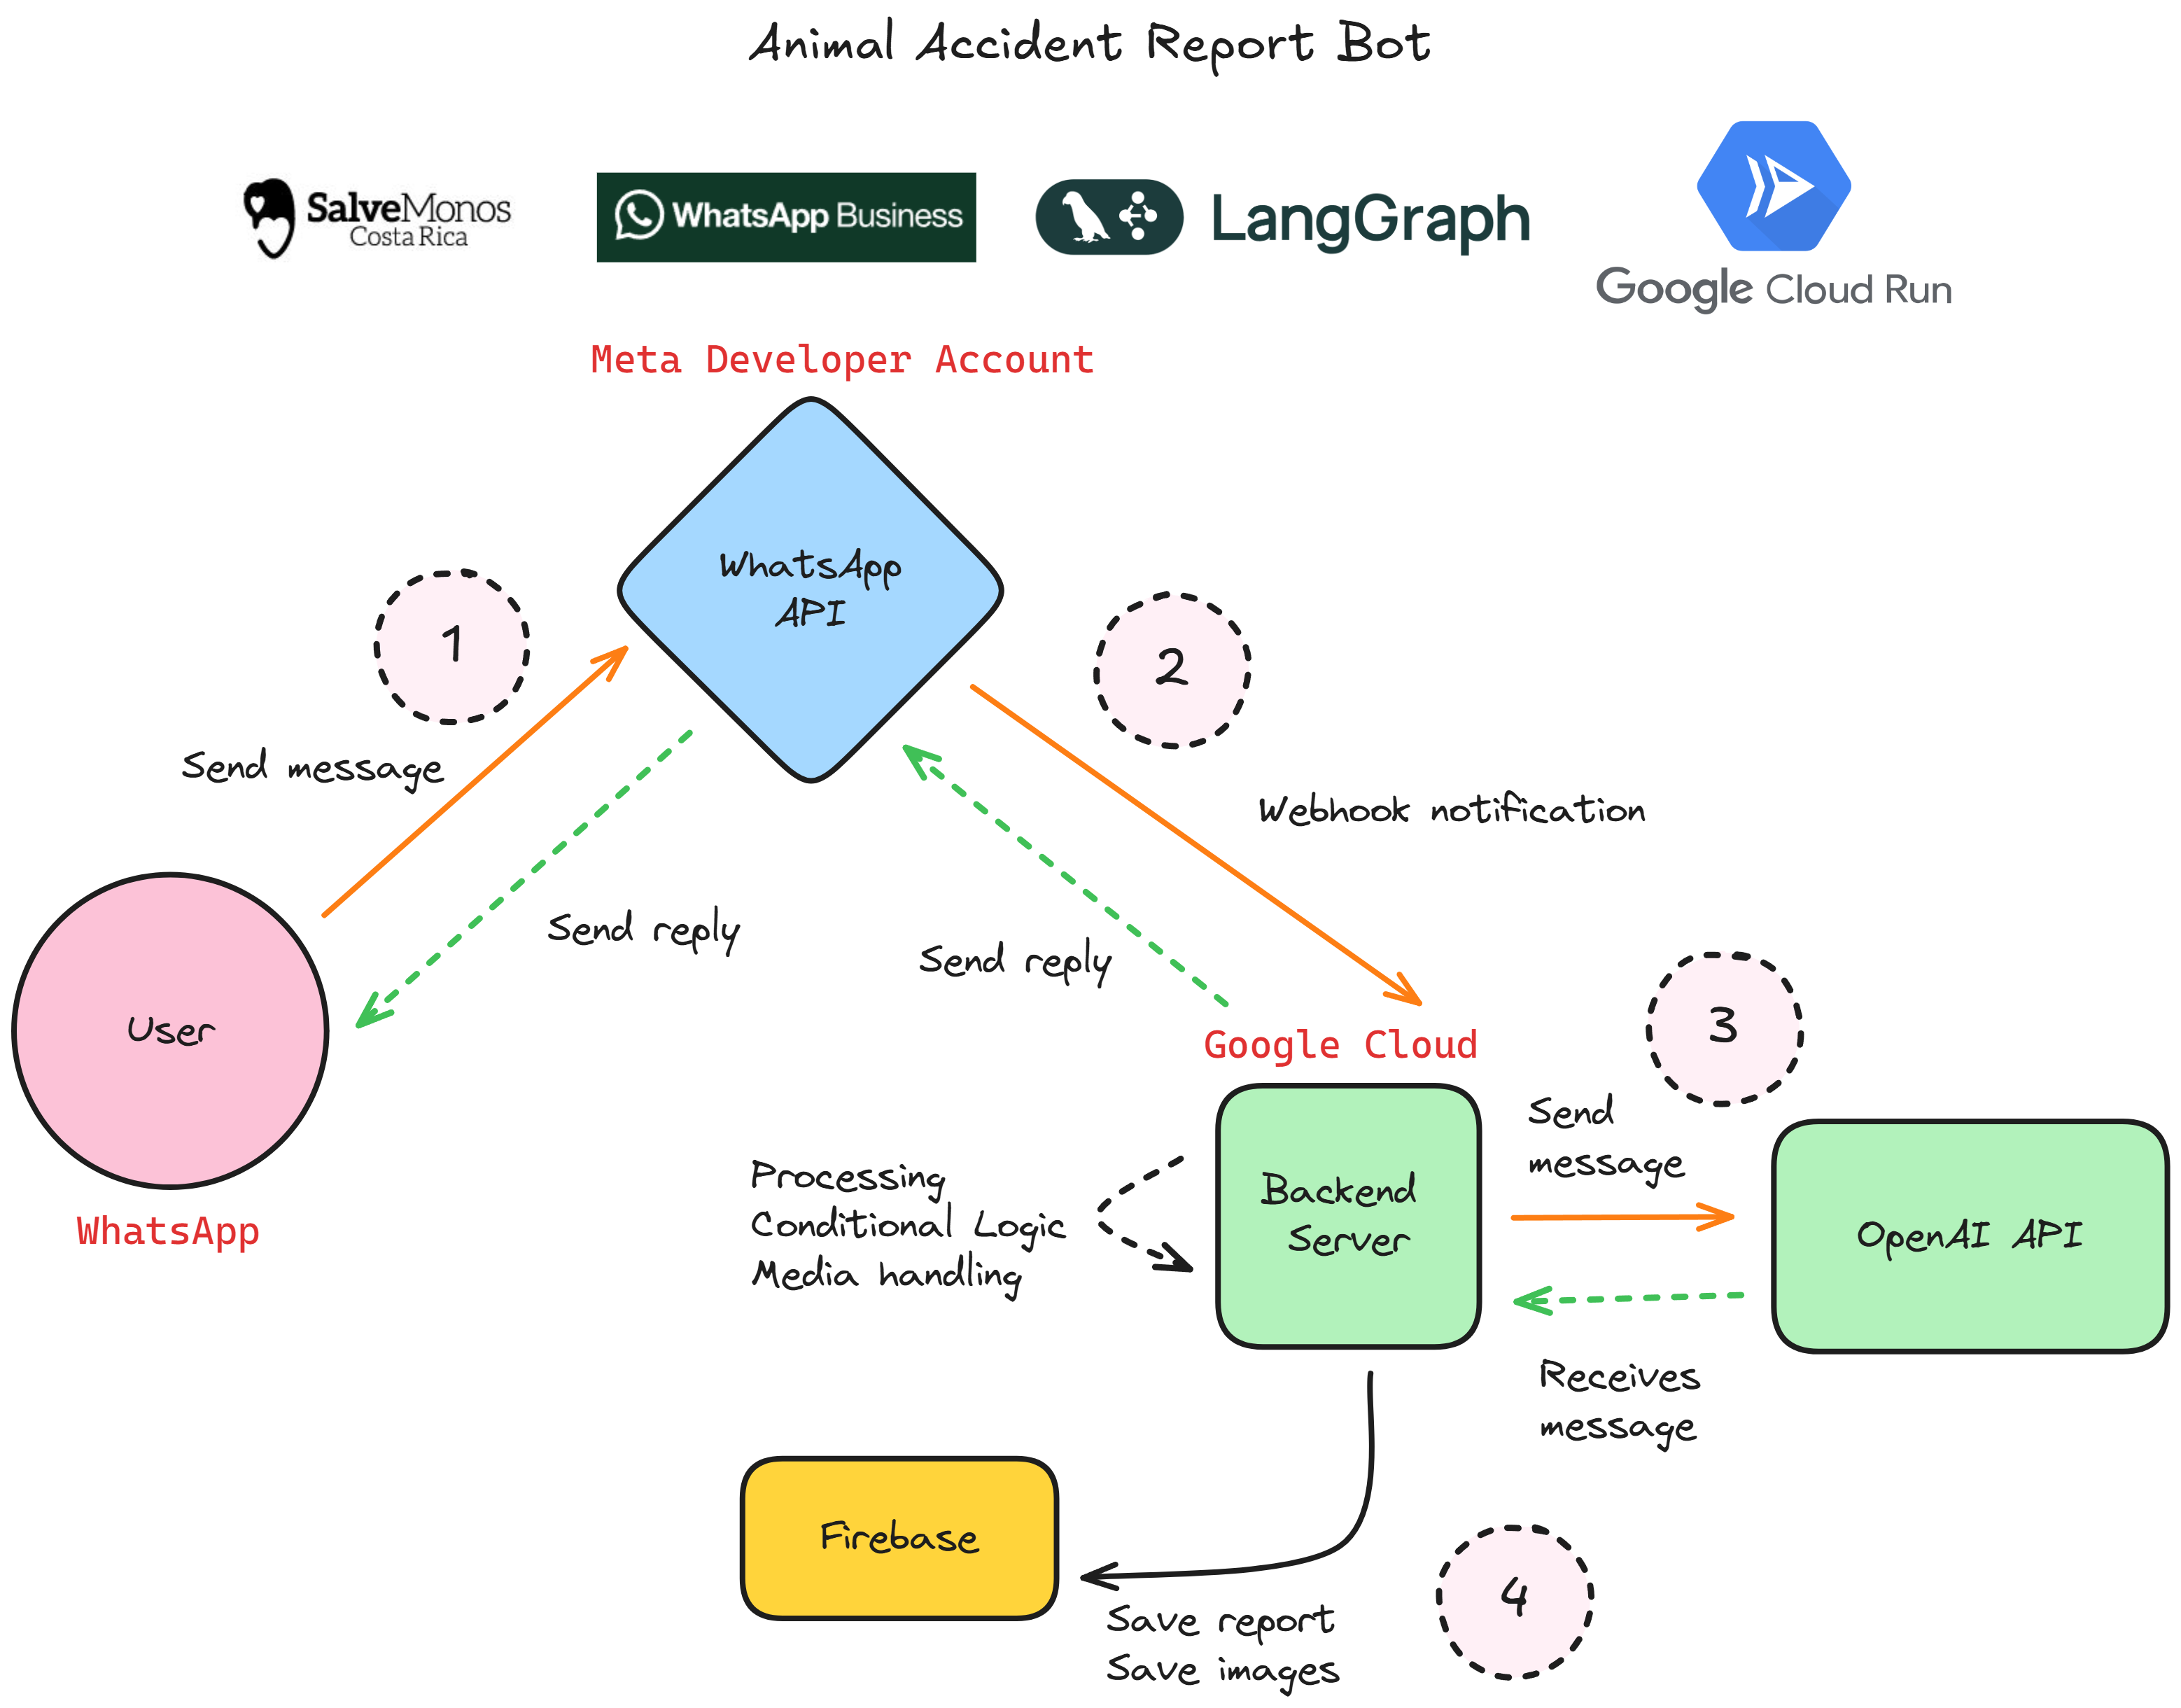 Animal Accident Report Bot
SalveMonos
Costa Rica
WhatsApp Business
LangGraph
Google Cloud Run
Meta Developer Account
WhatsApp
API
1
2
Send message
Webhook notification
Send reply
Send reply
User
WhatsApp
Google Cloud
3
Send
message
Processing
Conditional Logic
Media handling
Backend
Server
OpenAI API
Receives
message
Firebase
4
Save report
Save images